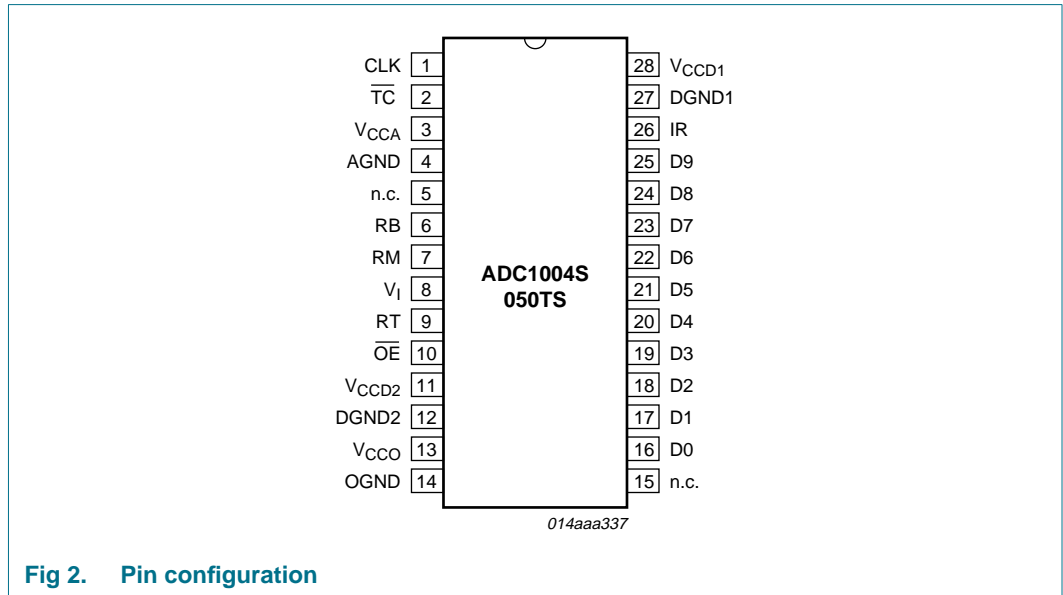 CLK 1
TC 2
VCCA 3
AGND 4
n.c. 5
RB 6
RM 7
VI 8
RT 9
OE 10
VCCD2 11
DGND2 12
VCCO 13
OGND 14
ADC1004S
050TS
28 VCCD1
27 DGND1
26 IR
25 D9
24 D8
23 D7
22 D6
21 D5
20 D4
19 D3
18 D2
17 D1
16 D0
15 n.c.
014aaa337
Fig 2. Pin configuration